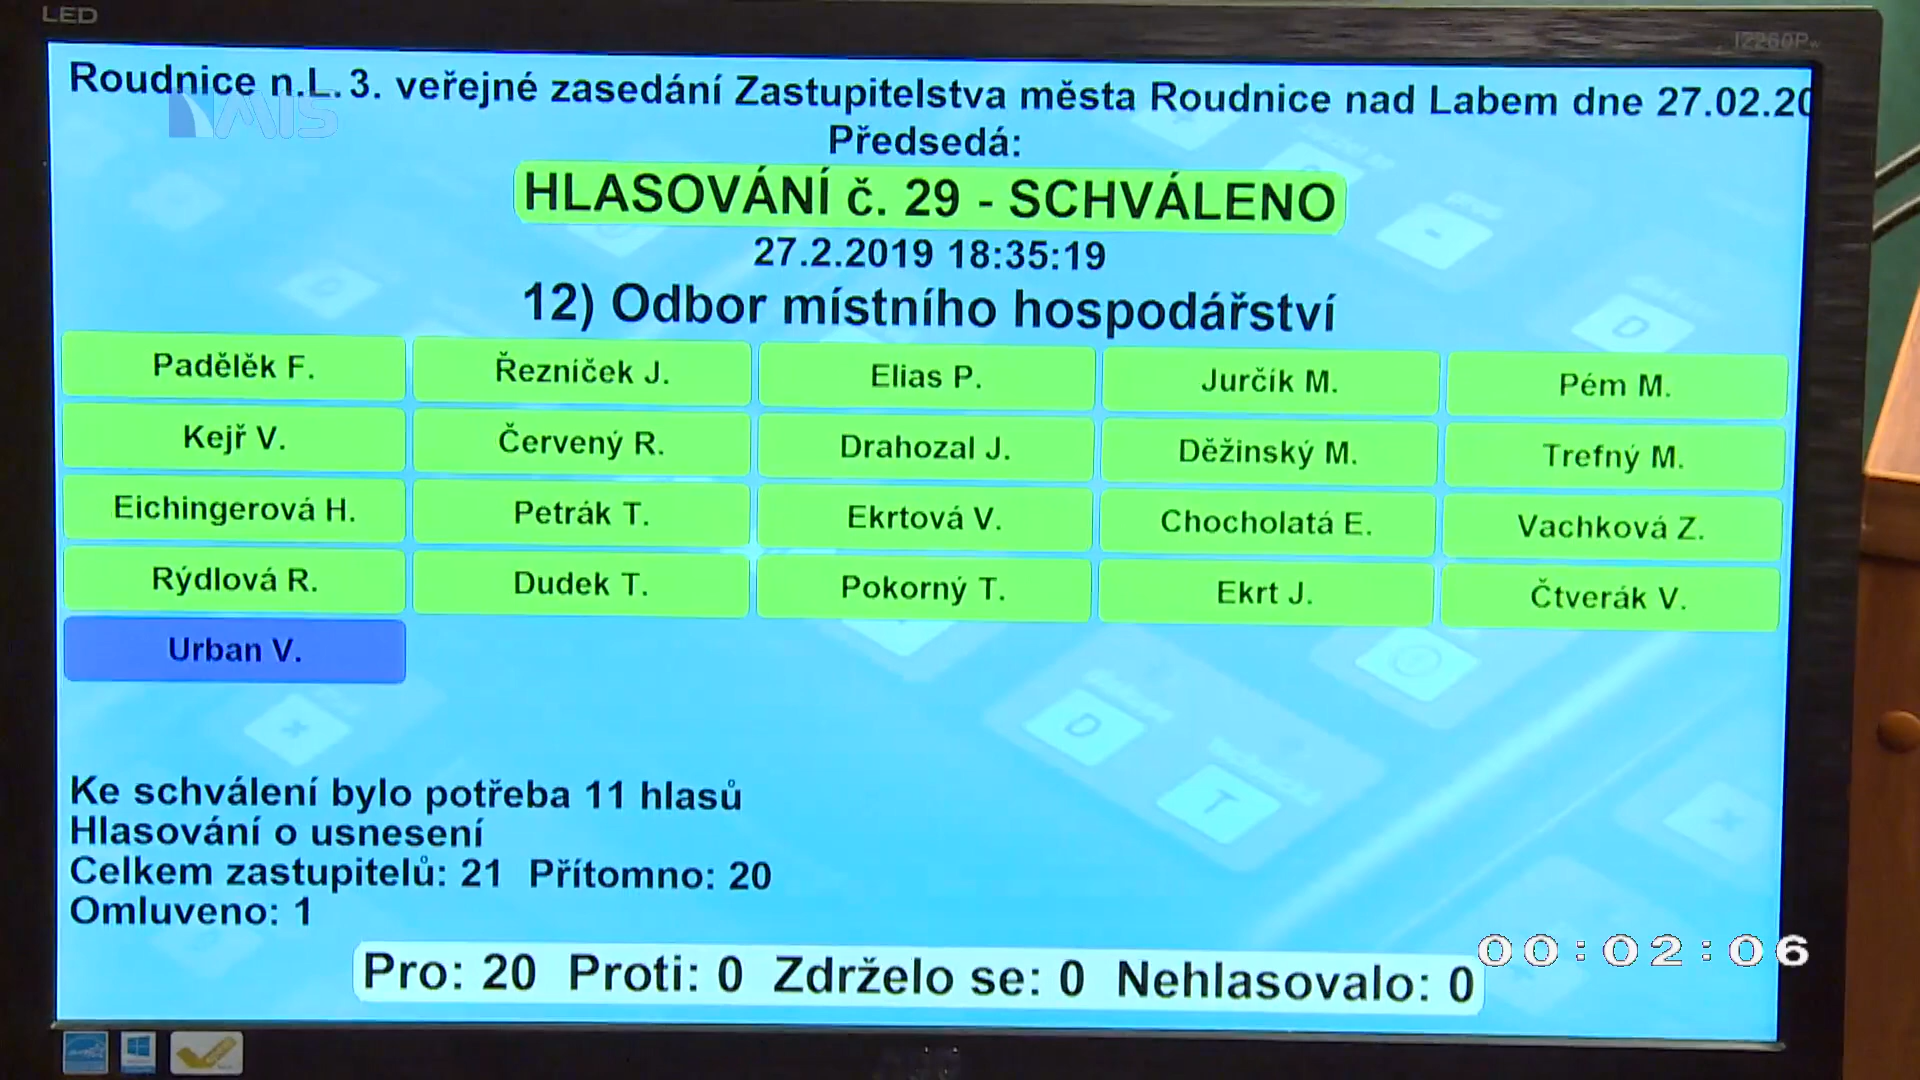 LED
Roudnice n.L. 3. veřejné zasedání Zastupitelstva města Roudnice nad Labem dne 27.02.20
MIS
Předsedá:
HLASOVÁNÍ č. 29 - SCHVÁLENO
27.2.2019 18:35:19
12) Odbor místního hospodářství
Padělěk F. Řezníček J. Elias P. Jurčík M. Pém M.
Kejř V. Červený R. Drahozal J. Děžinský M. Trefný M.
Eichingerová H. Petrák T. Ekrtová V. Chocholatá E. Vachková Z.
Rýdlová R. Dudek T. Pokorný T. Ekrt J. Čtverák V.
Urban V.
Ke schválení bylo potřeba 11 hlasů
Hlasování o usnesení
Celkem zastupitelů: 21 Přítomno: 20
Omluveno: 1
00:02:06
Pro: 20 Proti: 0 Zdrželo se: 0 Nehlasovalo: 0